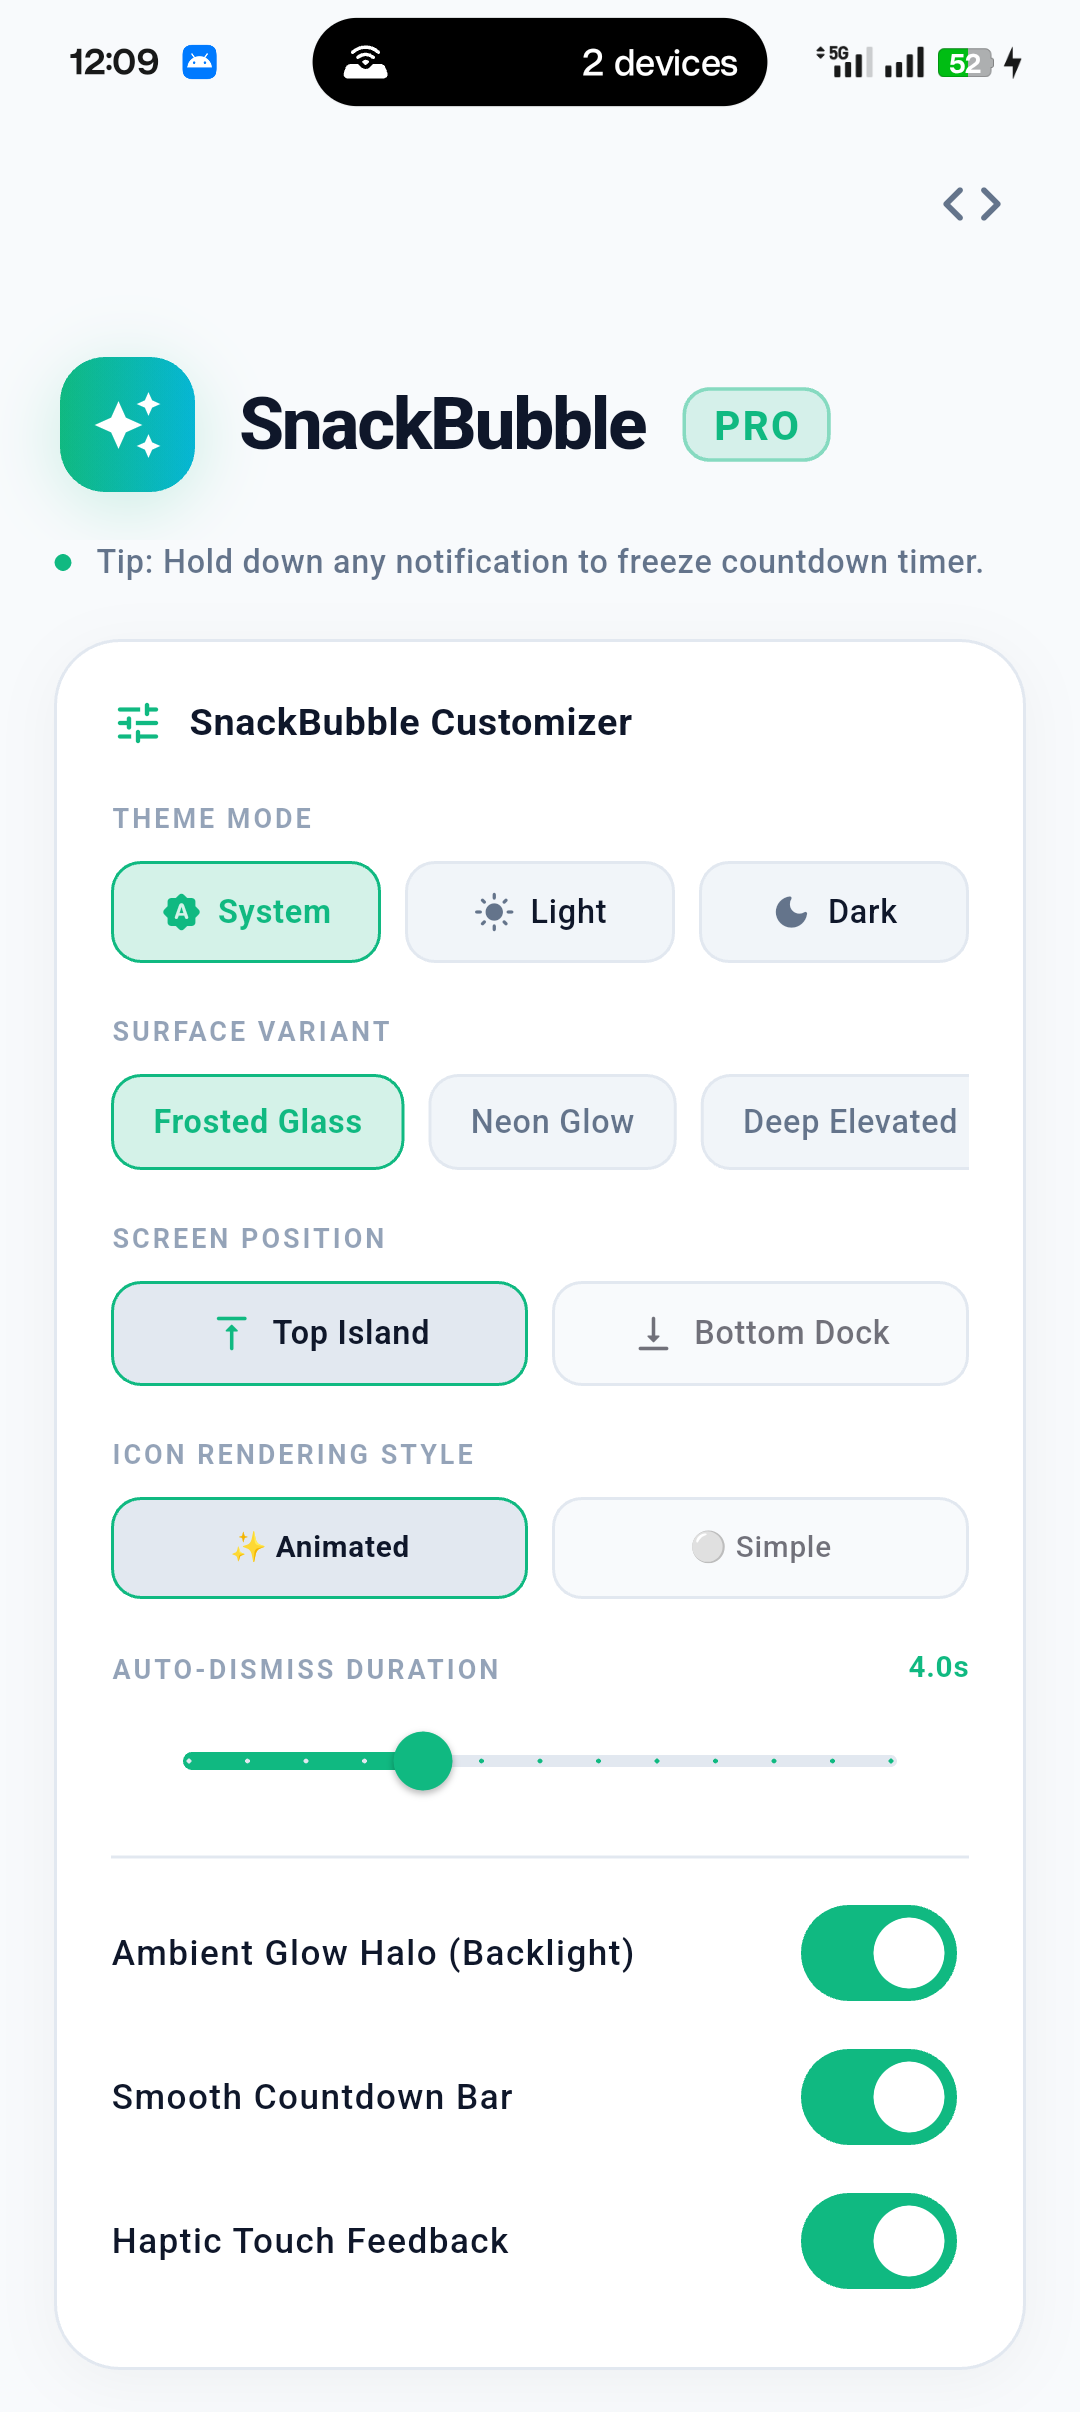 12:09
2 devices
5G
52
SnackBubble PRO
Tip: Hold down any notification to freeze countdown timer.
SnackBubble Customizer
THEME MODE
A System Light Dark
SURFACE VARIANT
Frosted Glass Neon Glow Deep Elevated
SCREEN POSITION
Top Island Bottom Dock
ICON RENDERING STYLE
✨ Animated ⚪ Simple
AUTO-DISMISS DURATION 4.0s
Ambient Glow Halo (Backlight)
Smooth Countdown Bar
Haptic Touch Feedback